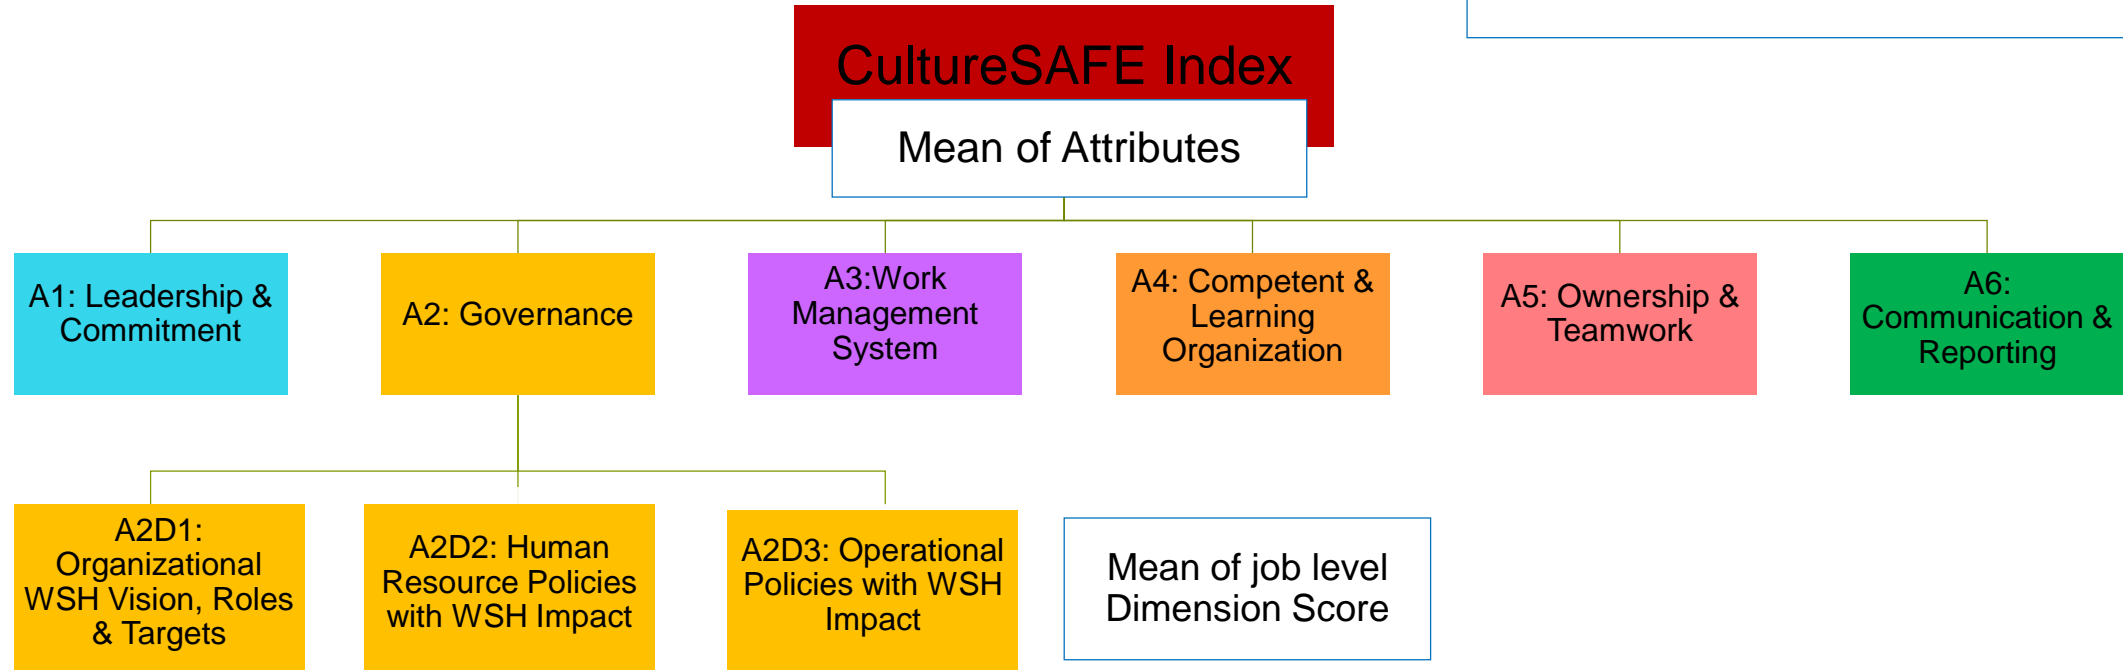 CultureSAFE Index
Mean of Attributes
A1: Leadership &
Commitment
A2: Governance
A3:Work
Management
System
A4: Competent &
Learning
Organization
A5: Ownership &
Teamwork
A6:
Communication &
Reporting
A2D1:
Organizational
WSH Vision, Roles
& Targets
A2D2: Human
Resource Policies
with WSH Impact
A2D3: Operational
Policies with WSH
Impact
Mean of job level
Dimension Score